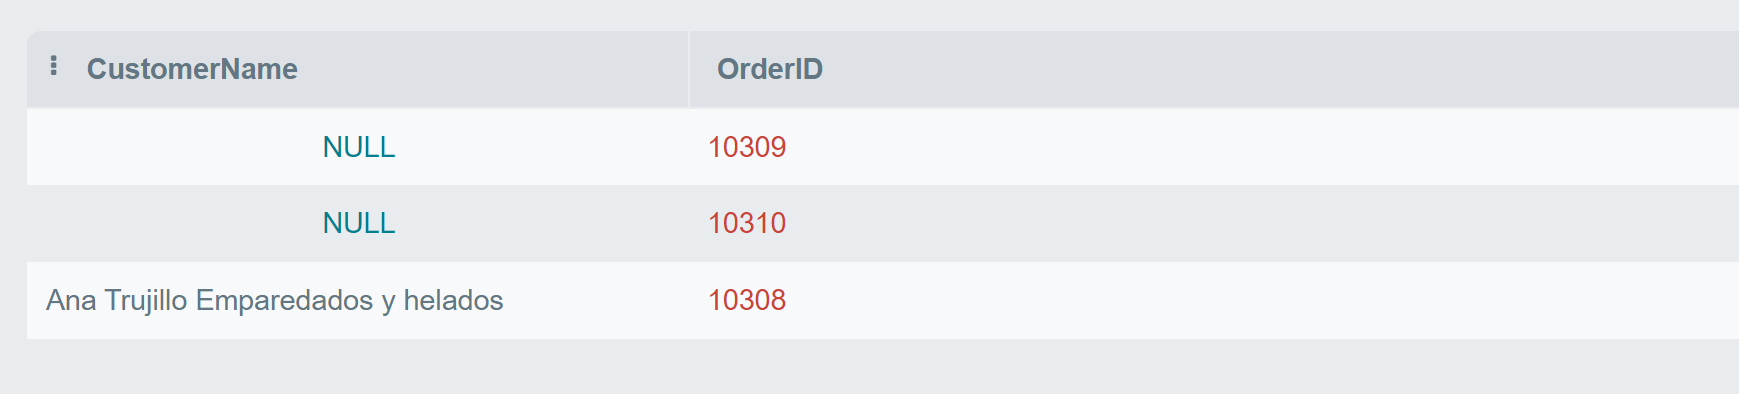 CustomerName OrderID
NULL 10309
NULL 10310
Ana Trujillo Emparedados y helados 10308